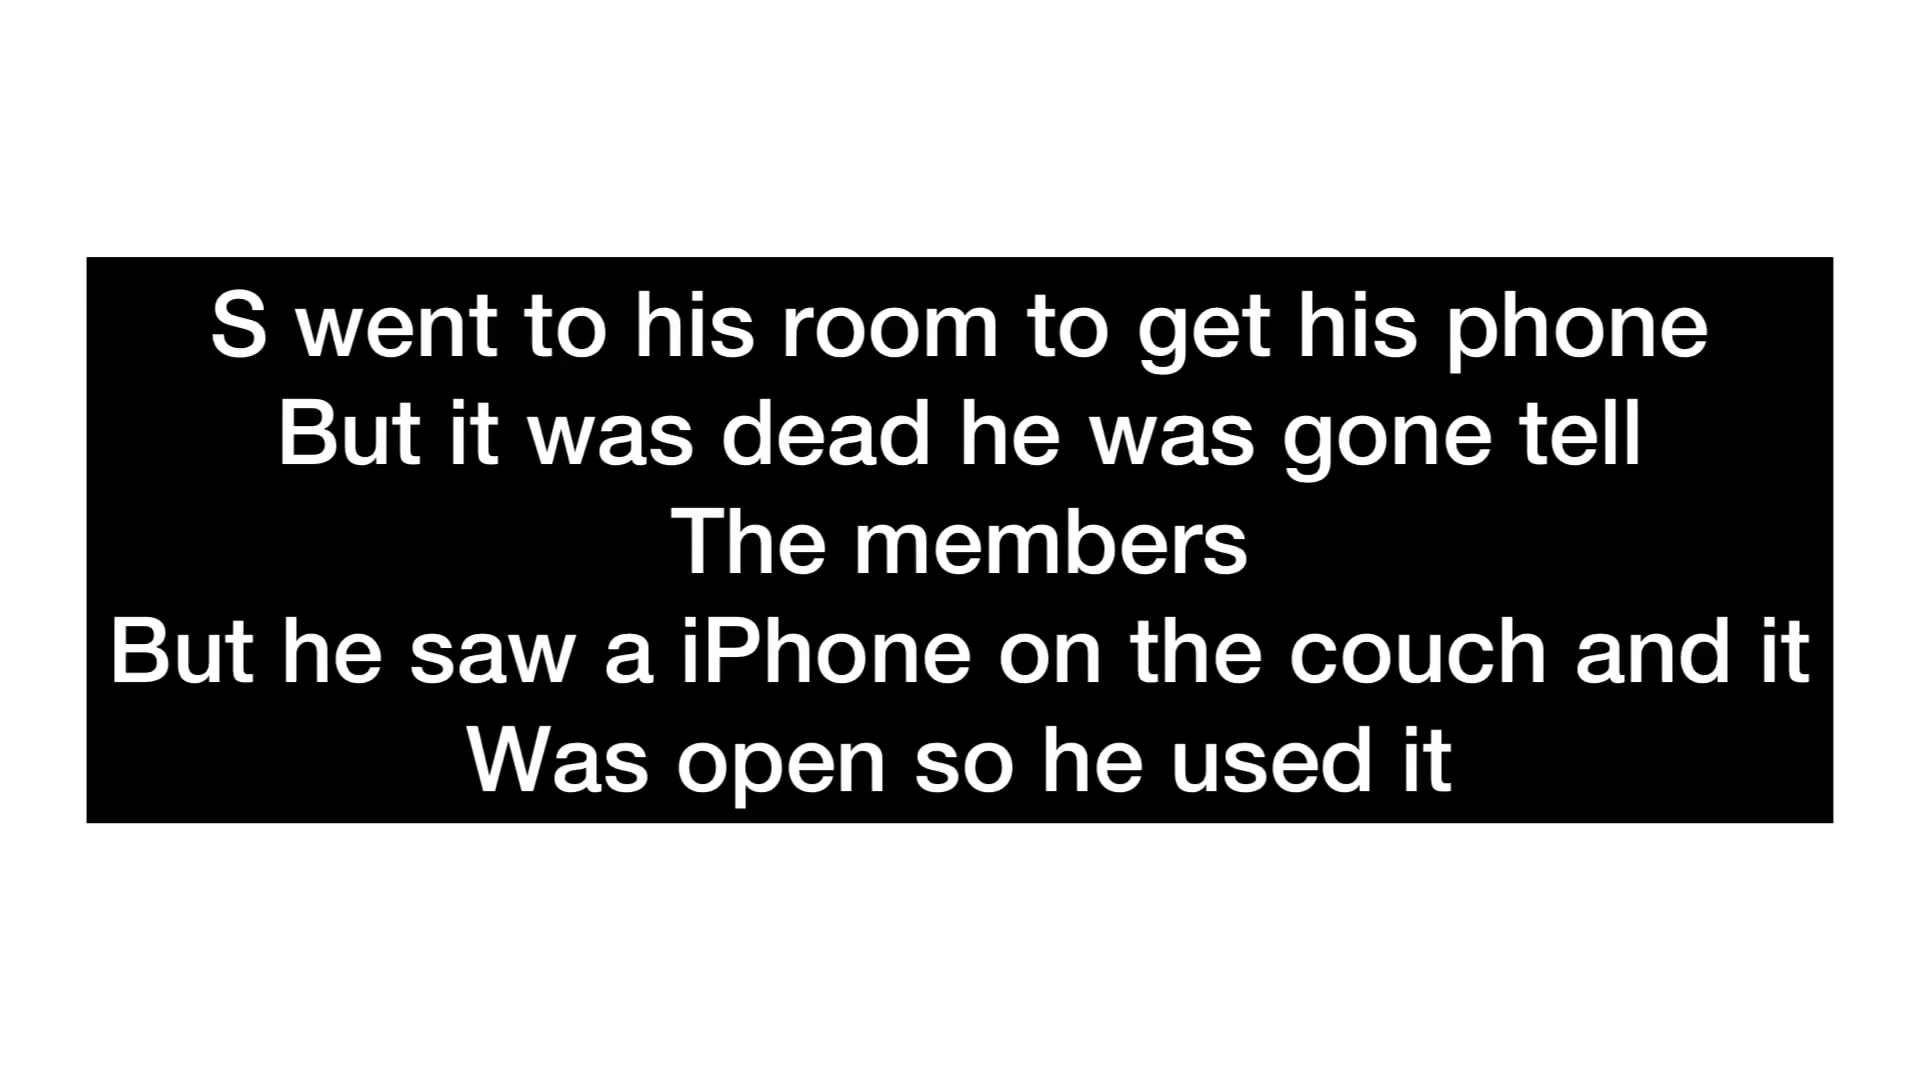 S went to his room to get his phone
But it was dead he was gone tell
The members
But he saw a iPhone on the couch and it
Was open so he used it